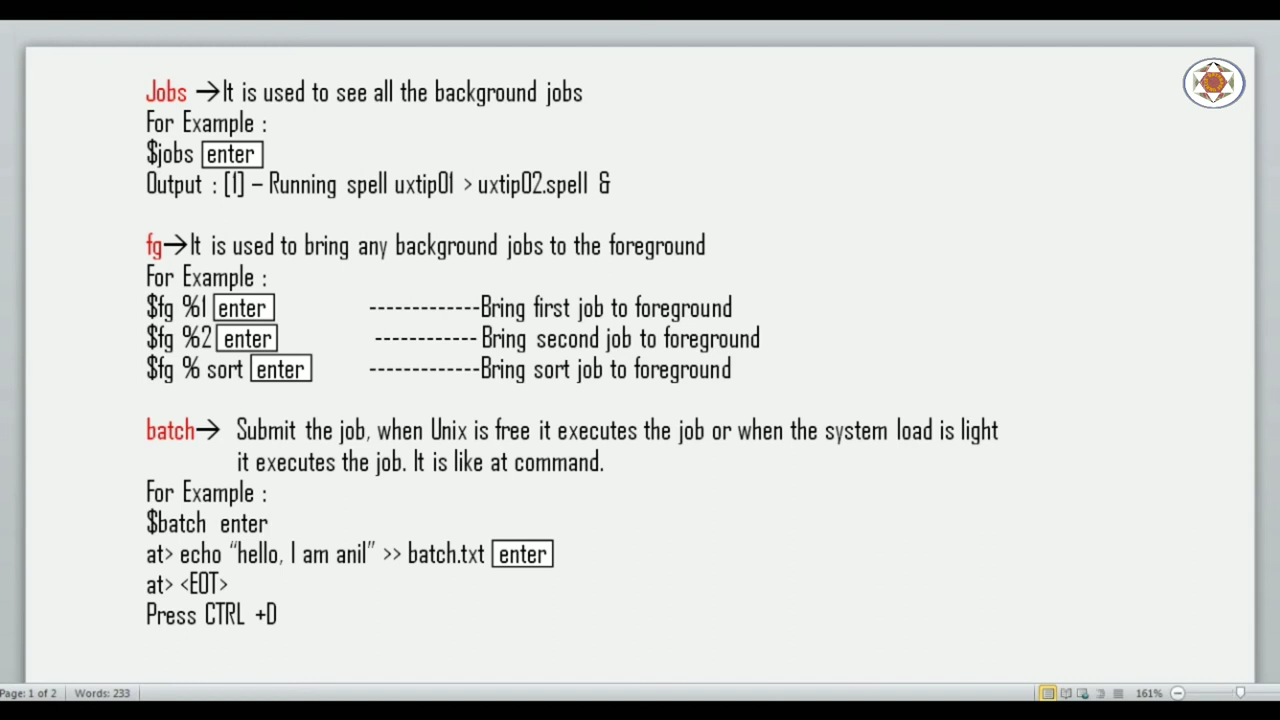 Jobs →It is used to see all the background jobs
For Example :
$jobs enter
Output : [1] – Running spell uxtip01 > uxtip02.spell &
fg→It is used to bring any background jobs to the foreground
For Example :
$fg %1 enter -------------Bring first job to foreground
$fg %2 enter ------------ Bring second job to foreground
$fg % sort enter -------------Bring sort job to foreground
batch→ Submit the job, when Unix is free it executes the job or when the system load is light
it executes the job. It is like at command.
For Example :
$batch enter
at> echo “hello, I am anil” >> batch.txt enter
at> <EOT>
Press CTRL +D
Page: 1 of 2 Words: 233 161%